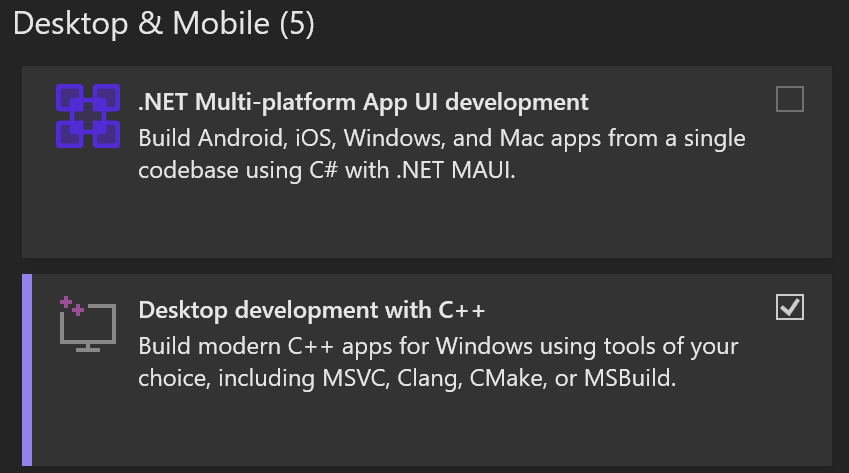 Desktop & Mobile (5)
.NET Multi-platform App UI development
Build Android, iOS, Windows, and Mac apps from a single
codebase using C# with .NET MAUI.
Desktop development with C++
Build modern C++ apps for Windows using tools of your
choice, including MSVC, Clang, CMake, or MSBuild.